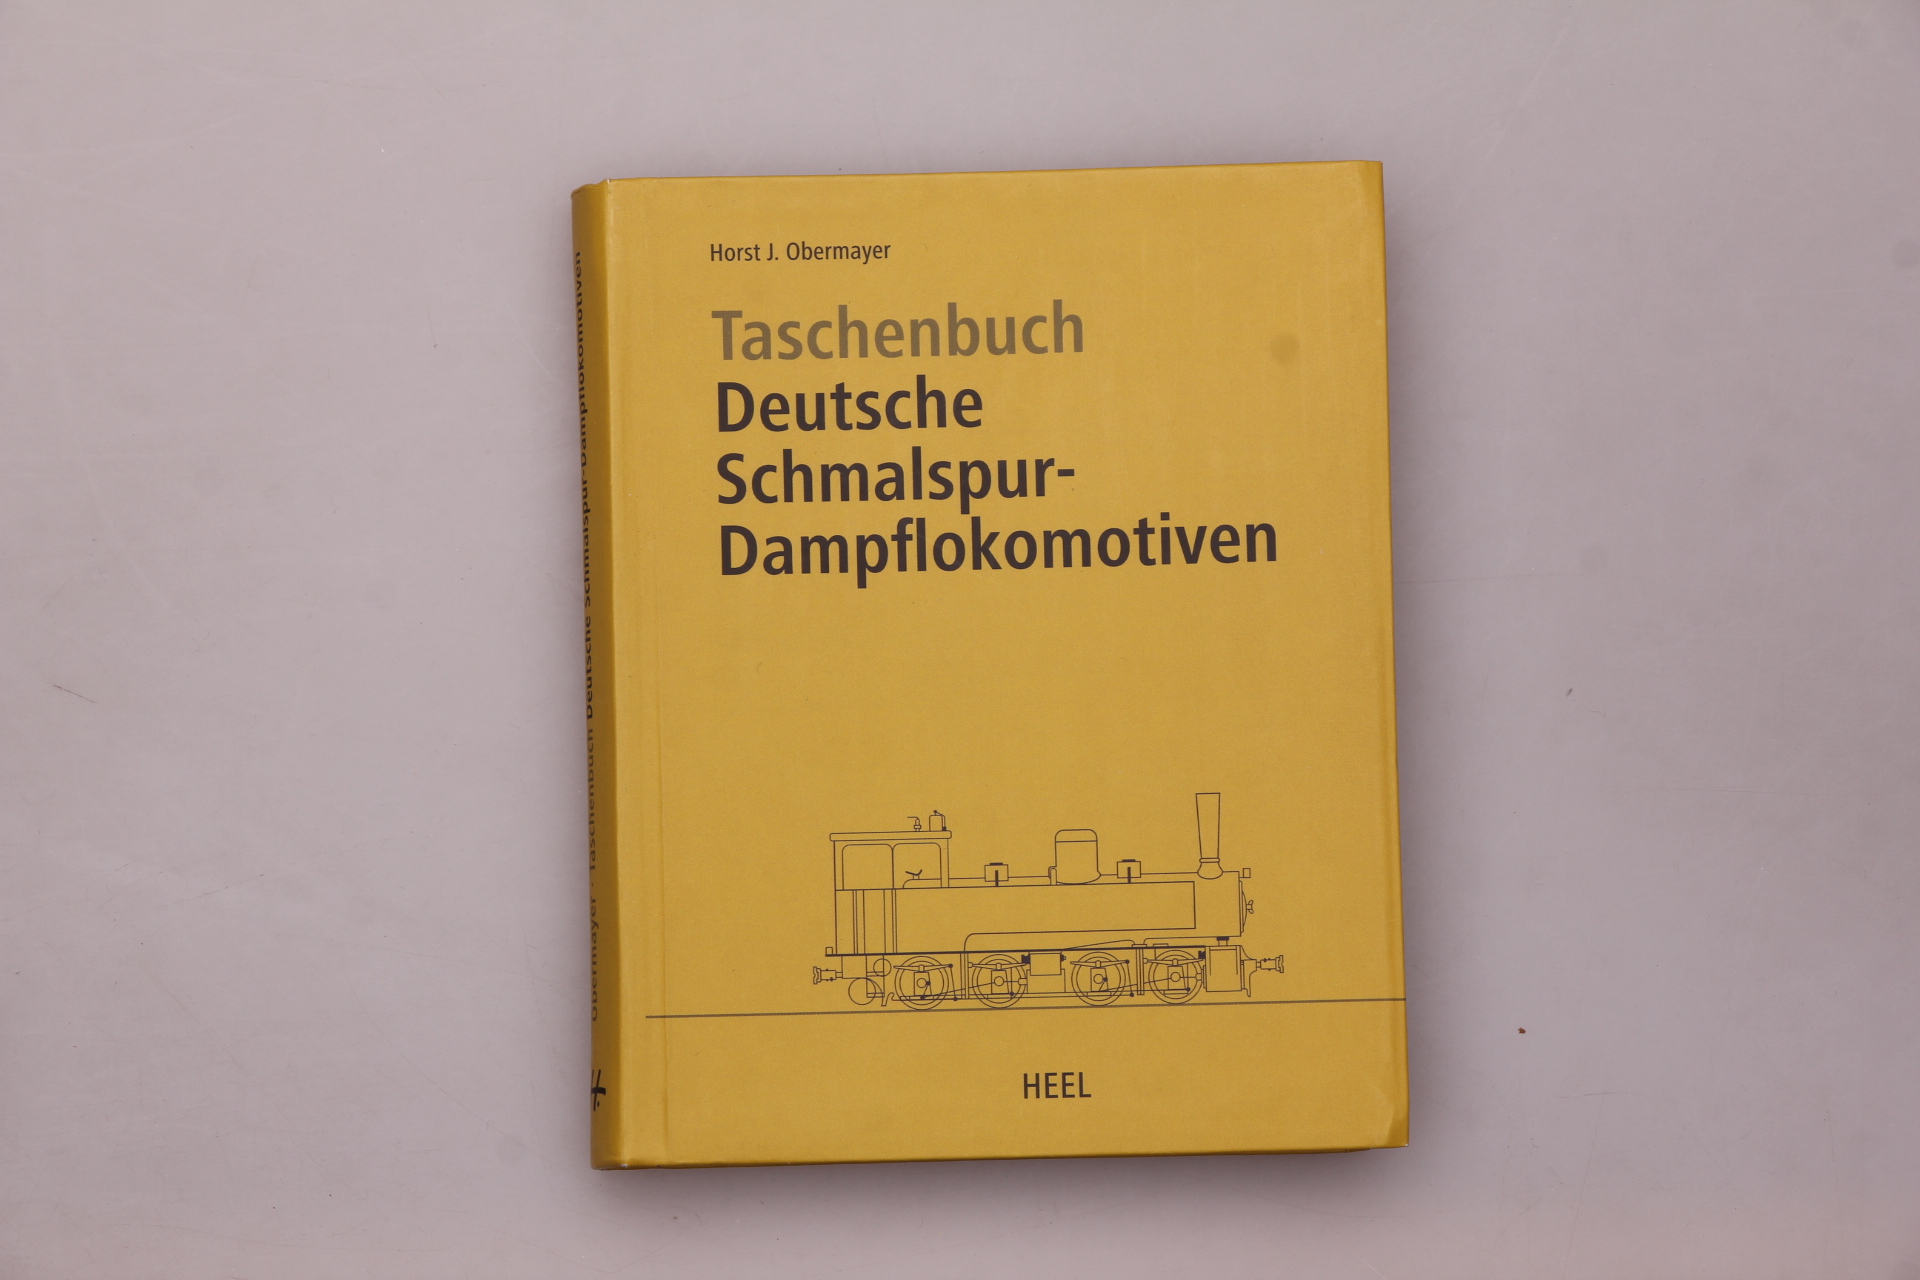 Horst J. Obermayer
Taschenbuch
Deutsche
Schmalspur-
Dampflokomotiven
HEEL
Obermayer · Taschenbuch Deutsche Schmalspur-Dampflokomotiven